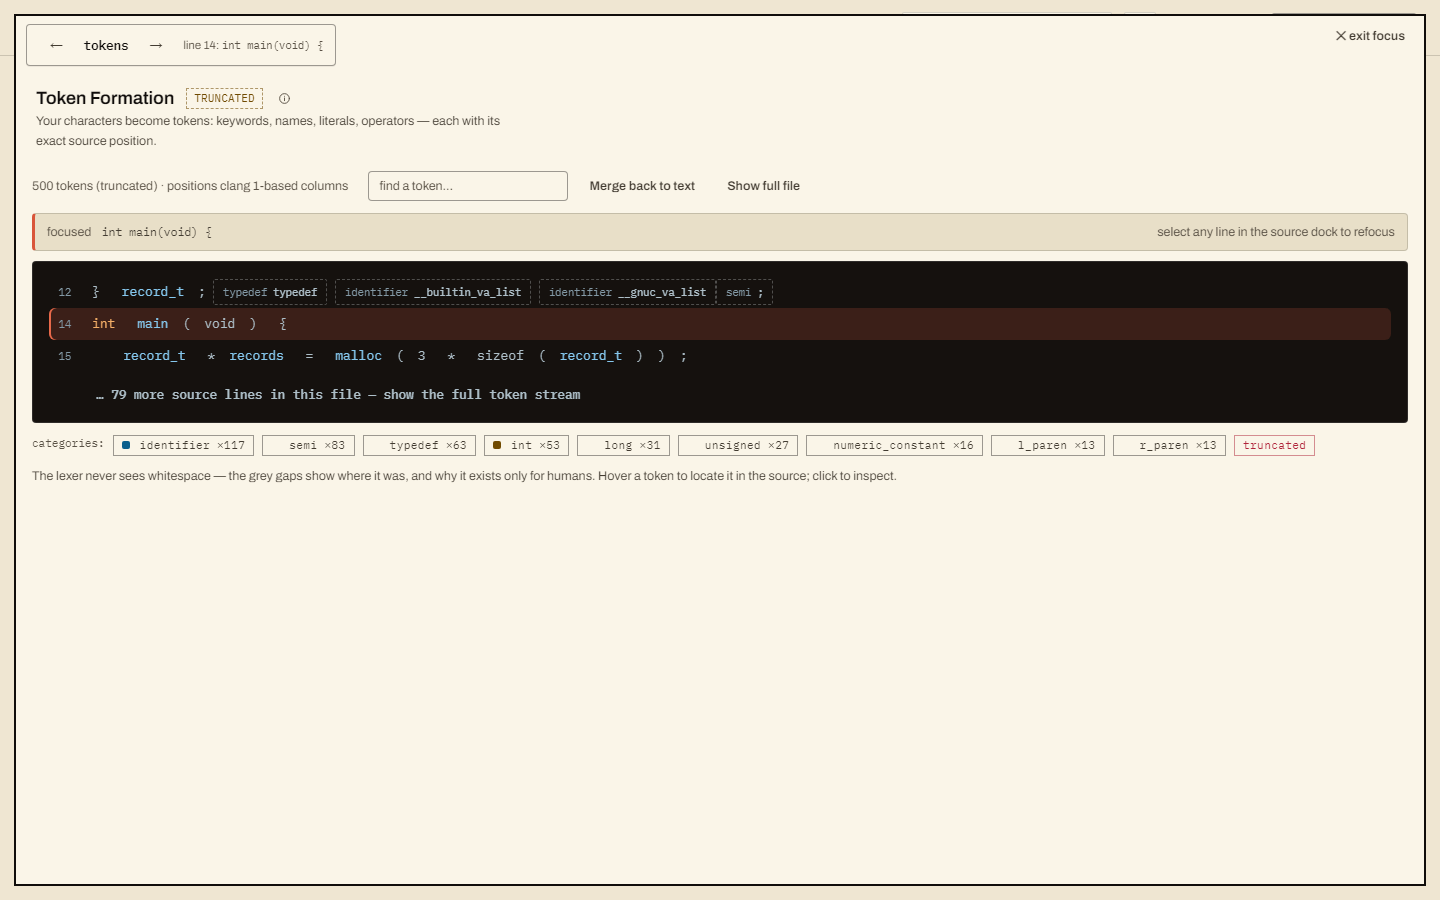 ← tokens → line 14: int main(void) {
exit focus
Token Formation TRUNCATED
Your characters become tokens: keywords, names, literals, operators — each with its
exact source position.
500 tokens (truncated) · positions clang 1-based columns find a token... Merge back to text Show full file
focused int main(void) { select any line in the source dock to refocus
12 } record_t ; typedef typedef identifier __builtin_va_list identifier __gnuc_va_list semi ;
14 int main ( void ) {
15 record_t * records = malloc ( 3 * sizeof ( record_t ) ) ;
… 79 more source lines in this file — show the full token stream
categories: identifier ×117 semi ×83 typedef ×63 int ×53 long ×31 unsigned ×27 numeric_constant ×16 l_paren ×13 r_paren ×13 truncated
The lexer never sees whitespace — the grey gaps show where it was, and why it exists only for humans. Hover a token to locate it in the source; click to inspect.